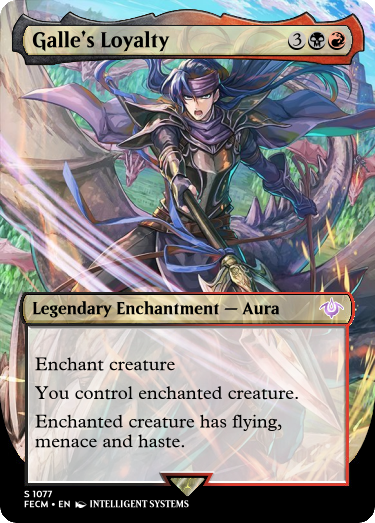 Galle's Loyalty 3
Legendary Enchantment — Aura
Enchant creature
You control enchanted creature.
Enchanted creature has flying,
menace and haste.
S 1077
FECM • EN INTELLIGENT SYSTEMS